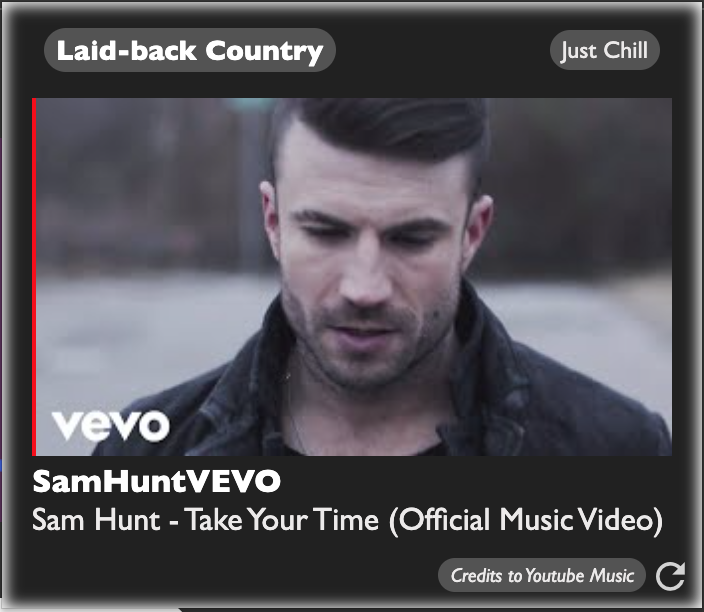 Laid-back Country
Just Chill
vevo
SamHuntVEVO
Sam Hunt - Take Your Time (Official Music Video)
Credits to Youtube Music